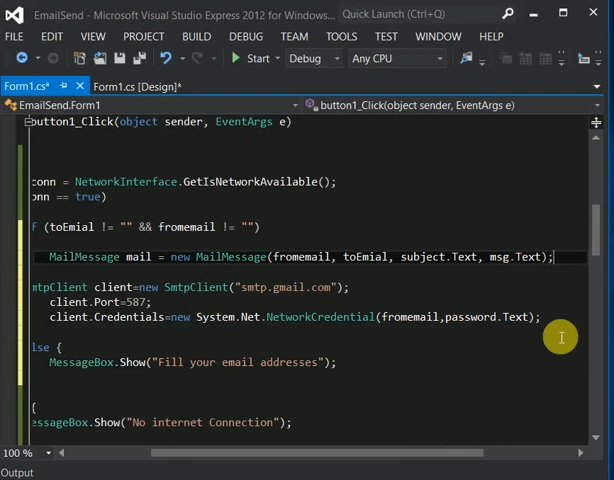 EmailSend - Microsoft Visual Studio Express 2012 for Windows...
Quick Launch (Ctrl+Q)
FILE EDIT VIEW PROJECT BUILD DEBUG TEAM TOOLS TEST WINDOW HELP
Start Debug Any CPU
Form1.cs* Form1.cs [Design]*
EmailSend.Form1 button1_Click(object sender, EventArgs e)
button1_Click(object sender, EventArgs e)
conn = NetworkInterface.GetIsNetworkAvailable();
onn == true)
f (toEmial != "" && fromemail != "")
MailMessage mail = new MailMessage(fromemail, toEmial, subject.Text, msg.Text);
mtpClient client=new SmtpClient("smtp.gmail.com");
client.Port=587;
client.Credentials=new System.Net.NetworkCredential(fromemail,password.Text);
lse {
MessageBox.Show("Fill your email addresses");
{
essageBox.Show("No internet Connection");
100 %
Output